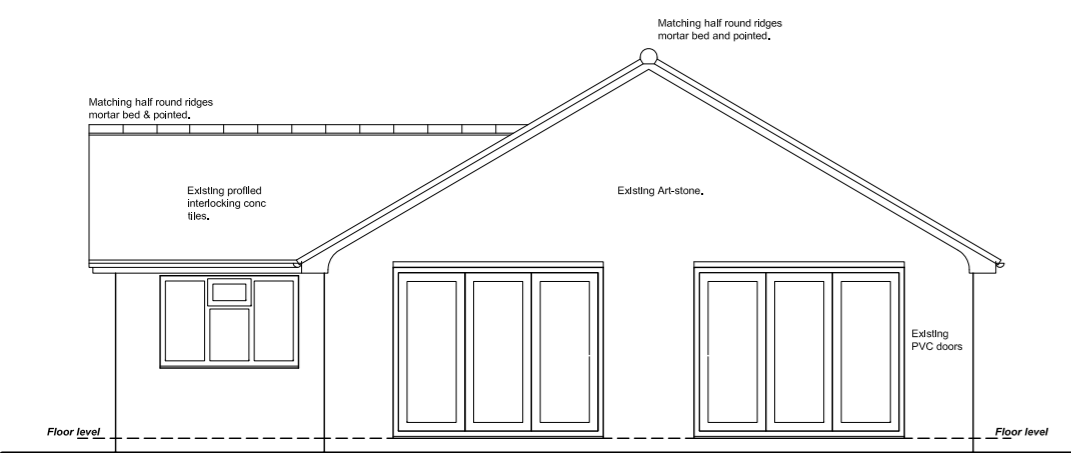 Matching half round ridges
mortar bed and pointed.
Matching half round ridges
mortar bed & pointed.
Existing profiled
interlocking conc
tiles.
Existing Art-stone.
Existing
PVC doors
Floor level
Floor level